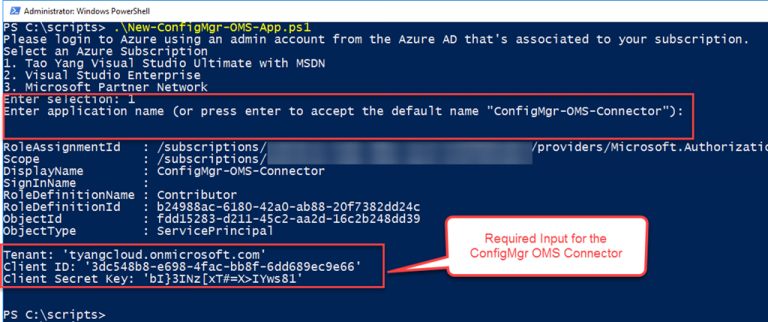 Administrator: Windows PowerShell
PS C:\scripts> .\New-ConfigMgr-OMS-App.ps1
Please login to Azure using an admin account from the Azure AD that's associated to your subscription.
Select an Azure Subscription
1. Tao Yang Visual Studio Ultimate with MSDN
2. Visual Studio Enterprise
3. Microsoft Partner Network
Enter selection: 1
Enter application name (or press enter to accept the default name "ConfigMgr-OMS-Connector"):
RoleAssignmentId : /subscriptions/ /providers/Microsoft.Authorizatio
Scope : /subscriptions/
DisplayName : ConfigMgr-OMS-Connector
SignInName :
RoleDefinitionName : Contributor
RoleDefinitionId : b24988ac-6180-42a0-ab88-20f7382dd24c
ObjectId : fdd15283-d211-45c2-aa2d-16c2b248dd39
ObjectType : ServicePrincipal
Required Input for the
ConfigMgr OMS Connector
Tenant: 'tyangcloud.onmicrosoft.com'
Client ID: '3dc548b8-e698-4fac-bb8f-6dd689ec9e66'
Client Secret Key: 'bI}3INz[xT#=X>IYws81'
PS C:\scripts>